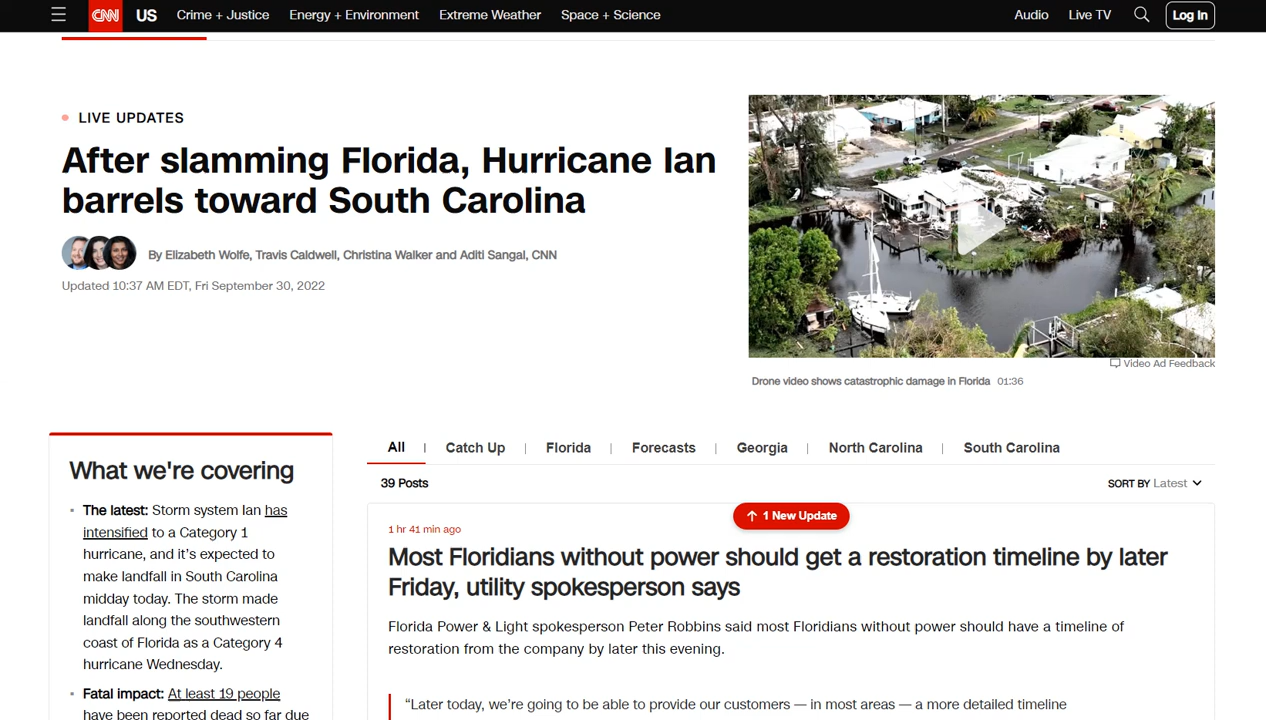 CNN US Crime + Justice Energy + Environment Extreme Weather Space + Science Audio Live TV Log In
LIVE UPDATES
After slamming Florida, Hurricane Ian
barrels toward South Carolina
By Elizabeth Wolfe, Travis Caldwell, Christina Walker and Aditi Sangal, CNN
Updated 10:37 AM EDT, Fri September 30, 2022
Video Ad Feedback
Drone video shows catastrophic damage in Florida 01:36
What we're covering
• The latest: Storm system Ian has
intensified to a Category 1
hurricane, and it's expected to
make landfall in South Carolina
midday today. The storm made
landfall along the southwestern
coast of Florida as a Category 4
hurricane Wednesday.
• Fatal impact: At least 19 people
have been reported dead so far due
All | Catch Up | Florida | Forecasts | Georgia | North Carolina | South Carolina
39 Posts
SORT BY Latest
1 New Update
1 hr 41 min ago
Most Floridians without power should get a restoration timeline by later
Friday, utility spokesperson says
Florida Power & Light spokesperson Peter Robbins said most Floridians without power should have a timeline of
restoration from the company by later this evening.
“Later today, we’re going to be able to provide our customers — in most areas — a more detailed timeline